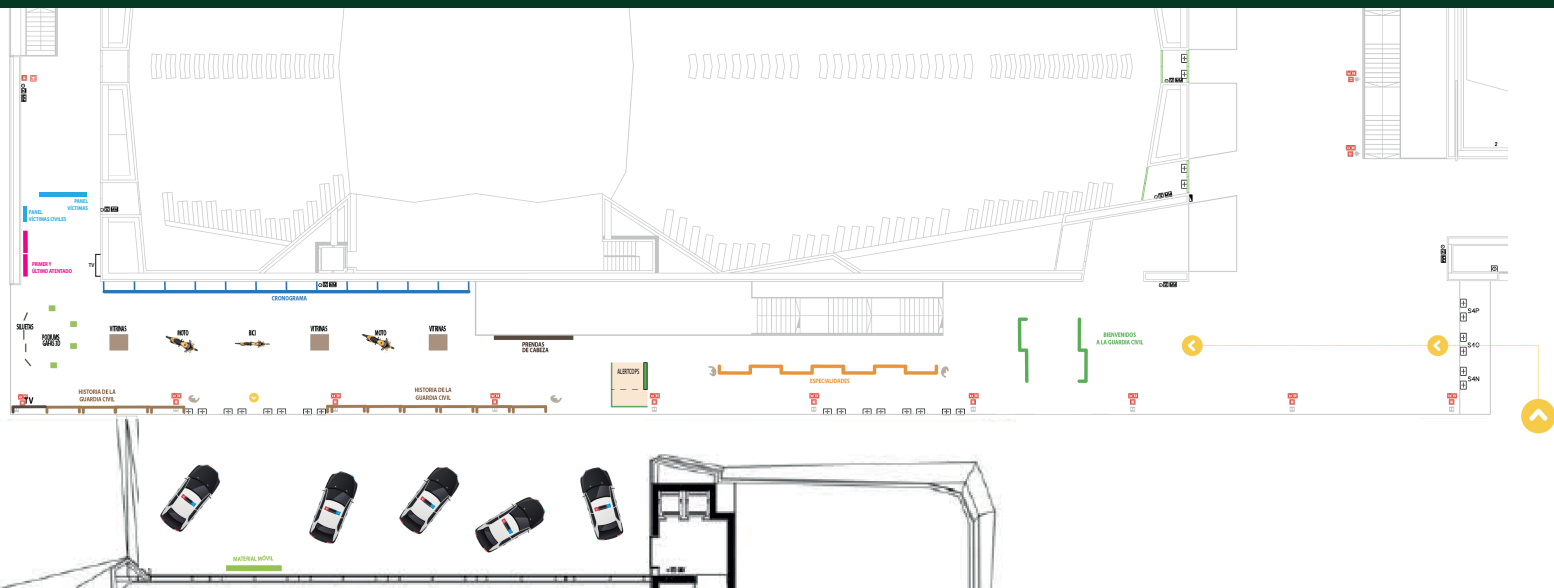 2
PANEL
VÍCTIMAS
PANEL
VÍCTIMAS CIVILES
PRIMER Y
ÚLTIMO ATENTADO
TV
CRONOGRAMA
SILUETAS
PODIUMS
VITRINAS
MOTO
BICI
VITRINAS
MOTO
VITRINAS
PRENDAS
DE CABEZA
BIENVENIDOS
A LA GUARDIA CIVIL
S4P
S4O
S4N
ALERTCOPS
ESPECIALIDADES
HISTORIA DE LA
GUARDIA CIVIL
HISTORIA DE LA
GUARDIA CIVIL
TV
MATERIAL MÓVIL